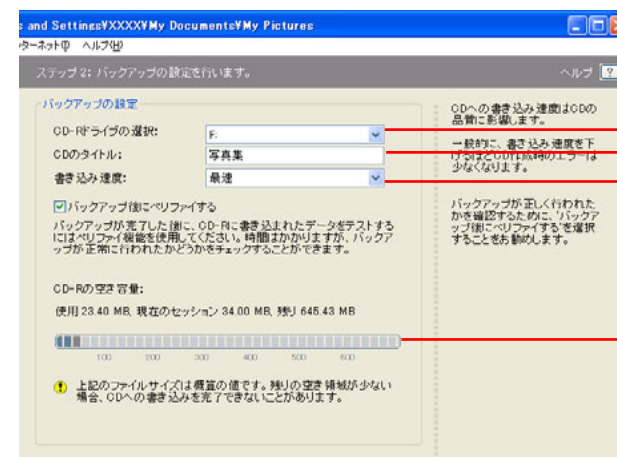 s and Settings¥XXXX¥My Documents¥My Pictures
ターネット(I) ヘルプ(H)
ステップ 2: バックアップの設定を行います。
ヘルプ ?
バックアップの設定
CD-Rドライブの選択:
F:
CDのタイトル:
写真集
書き込み速度:
最速
バックアップ後にベリファイする
バックアップが完了した後に、CD-Rに書き込まれたデータをテストする
にはベリファイ機能を使用してください。時間はかかりますが、バックア
ップが正常に行われたかどうかをチェックすることができます。
CD-Rの空き容量:
使用 23.40 MB, 現在のセッション 34.00 MB, 残り 645.43 MB
100 200 300 400 500 600
上記のファイルサイズは概算の値です。残りの空き領域が少ない
場合、CDへの書き込みを完了できないことがあります。
CDへの書き込み速度はCDの
品質に影響します。
一般的に、書き込み速度を下
げるほどCD作成時のエラーは
少なくなります。
バックアップが正しく行われた
かを確認するために、'バックア
ップ後にベリファイする'を選択
することをお勧めします。